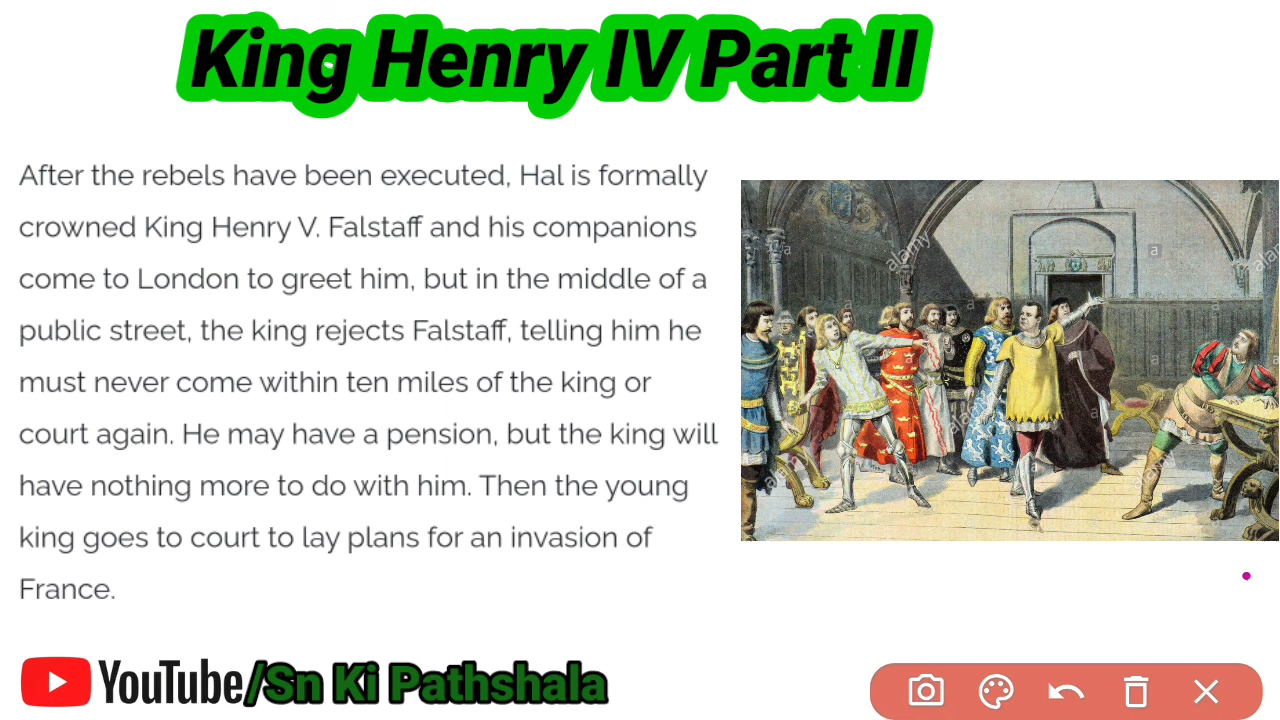 King Henry IV Part II
After the rebels have been executed, Hal is formally
crowned King Henry V. Falstaff and his companions
come to London to greet him, but in the middle of a
public street, the king rejects Falstaff, telling him he
must never come within ten miles of the king or
court again. He may have a pension, but the king will
have nothing more to do with him. Then the young
king goes to court to lay plans for an invasion of
France.
alamy
a
YouTube/Sn Ki Pathshala